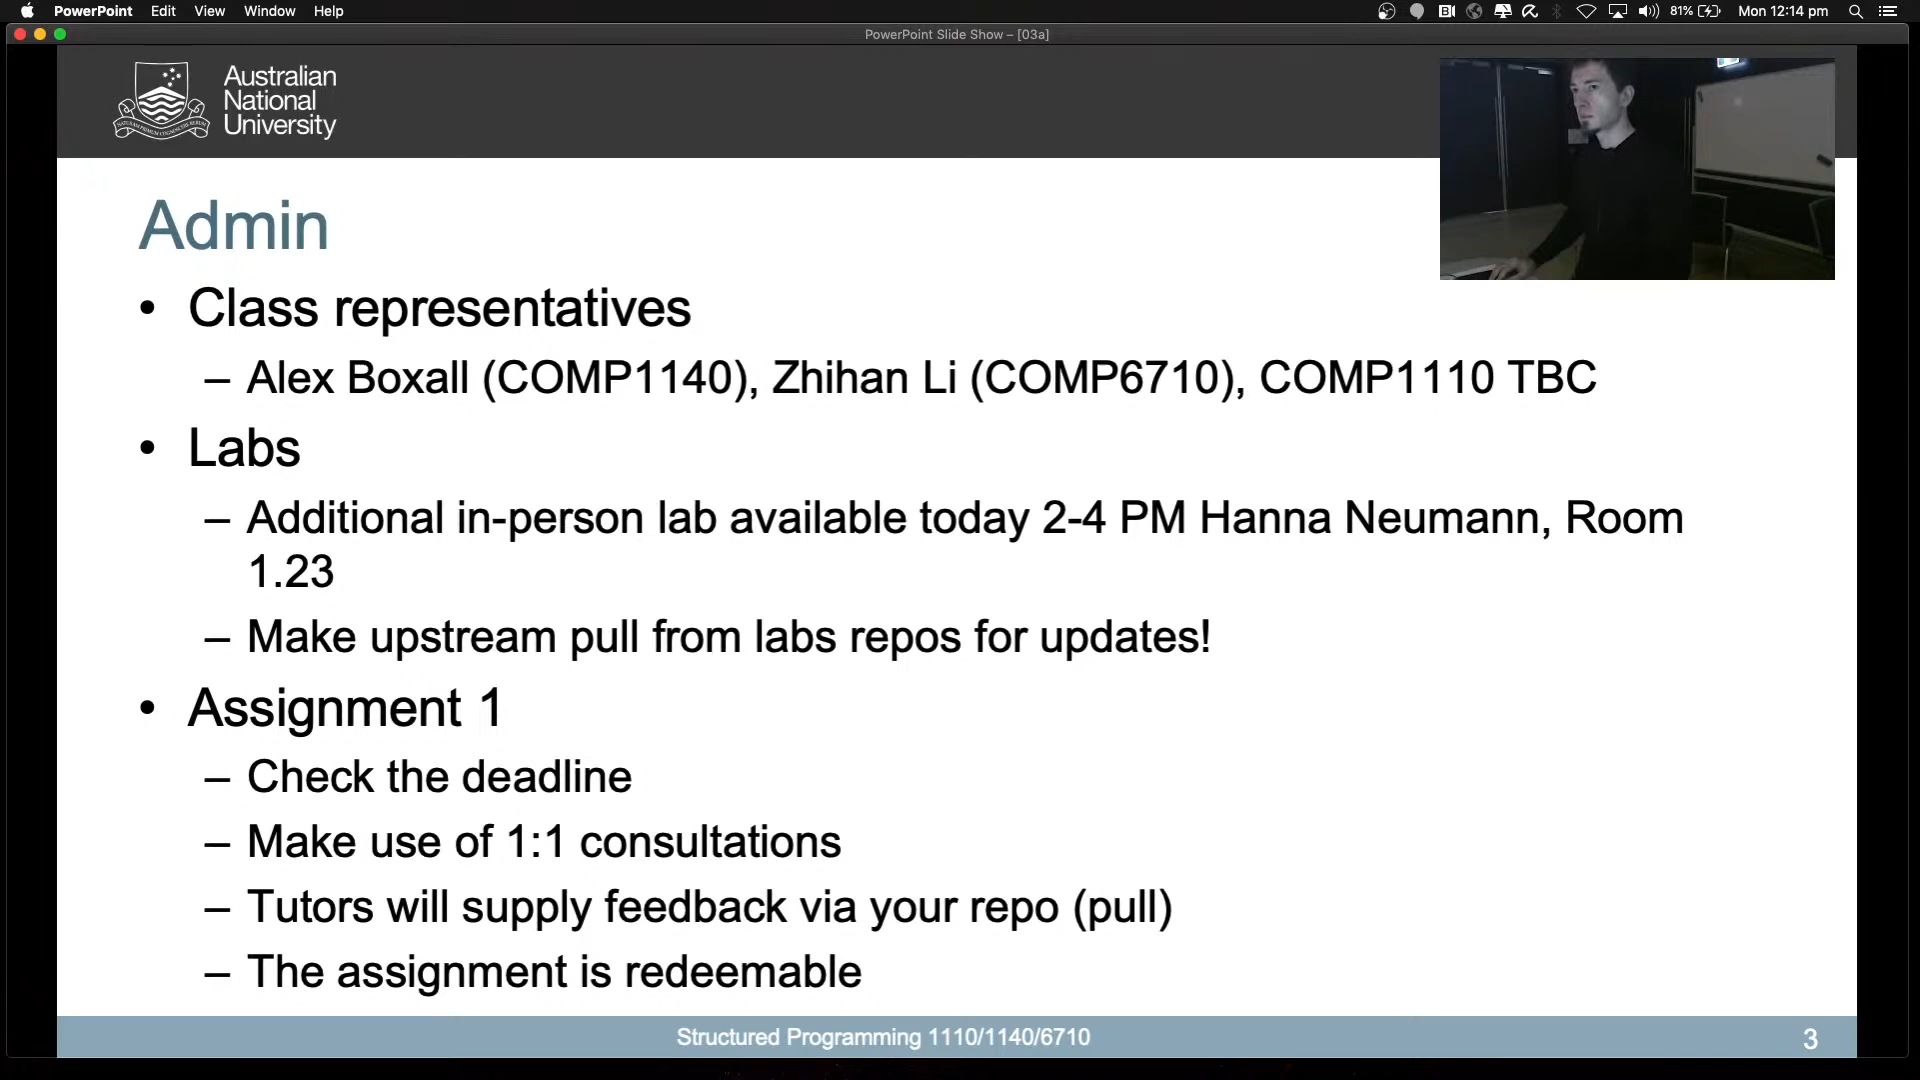 PowerPoint Edit View Window Help 81% Mon 12:14 pm
PowerPoint Slide Show – [03a]
Australian
National
University
Admin
• Class representatives
– Alex Boxall (COMP1140), Zhihan Li (COMP6710), COMP1110 TBC
• Labs
– Additional in-person lab available today 2-4 PM Hanna Neumann, Room
1.23
– Make upstream pull from labs repos for updates!
• Assignment 1
– Check the deadline
– Make use of 1:1 consultations
– Tutors will supply feedback via your repo (pull)
– The assignment is redeemable
Structured Programming 1110/1140/6710
3